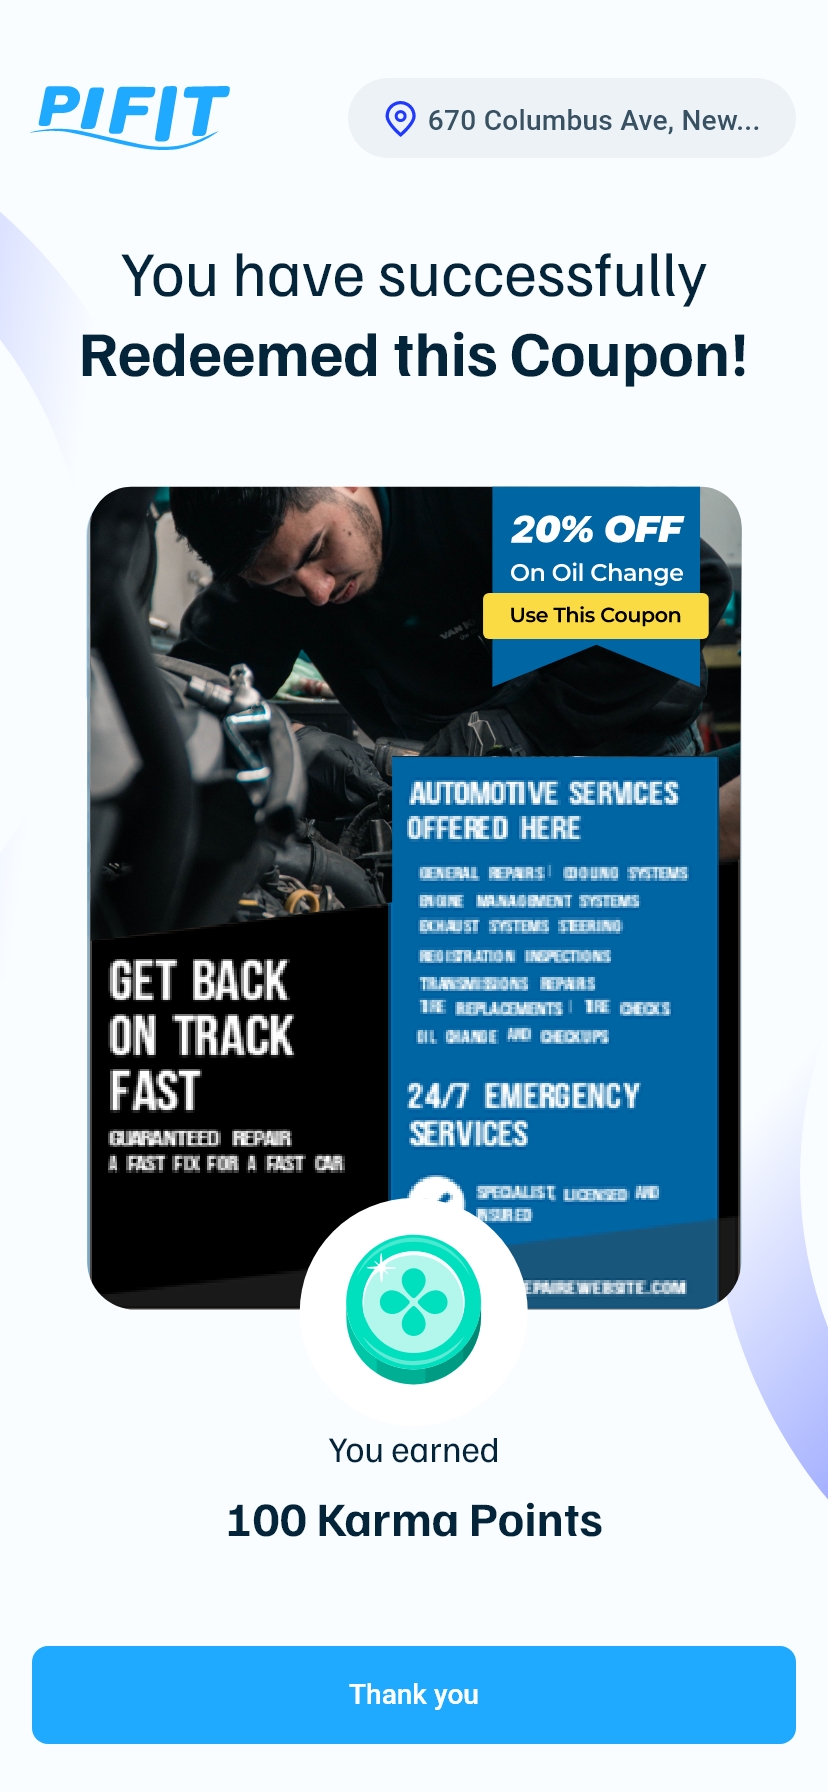 PIFIT
670 Columbus Ave, New...
You have successfully
Redeemed this Coupon!
20% OFF
On Oil Change
Use This Coupon
AUTOMOTIVE SERVICES
OFFERED HERE
GENERAL REPAIRS | COOLING SYSTEMS
ENGINE MANAGEMENT SYSTEMS
EXHAUST SYSTEMS STEERING
REGISTRATION INSPECTIONS
TRANSMISSIONS REPAIRS
TIRE REPLACEMENTS | TIRE CHECKS
OIL CHANGE AND CHECKUPS
GET BACK
ON TRACK
FAST
GUARANTEED REPAIR
A FAST FIX FOR A FAST CAR
24/7 EMERGENCY
SERVICES
SPECIALIST, LICENSED AND
INSURED
EPAIREWEBSITE.COM
You earned
100 Karma Points
Thank you